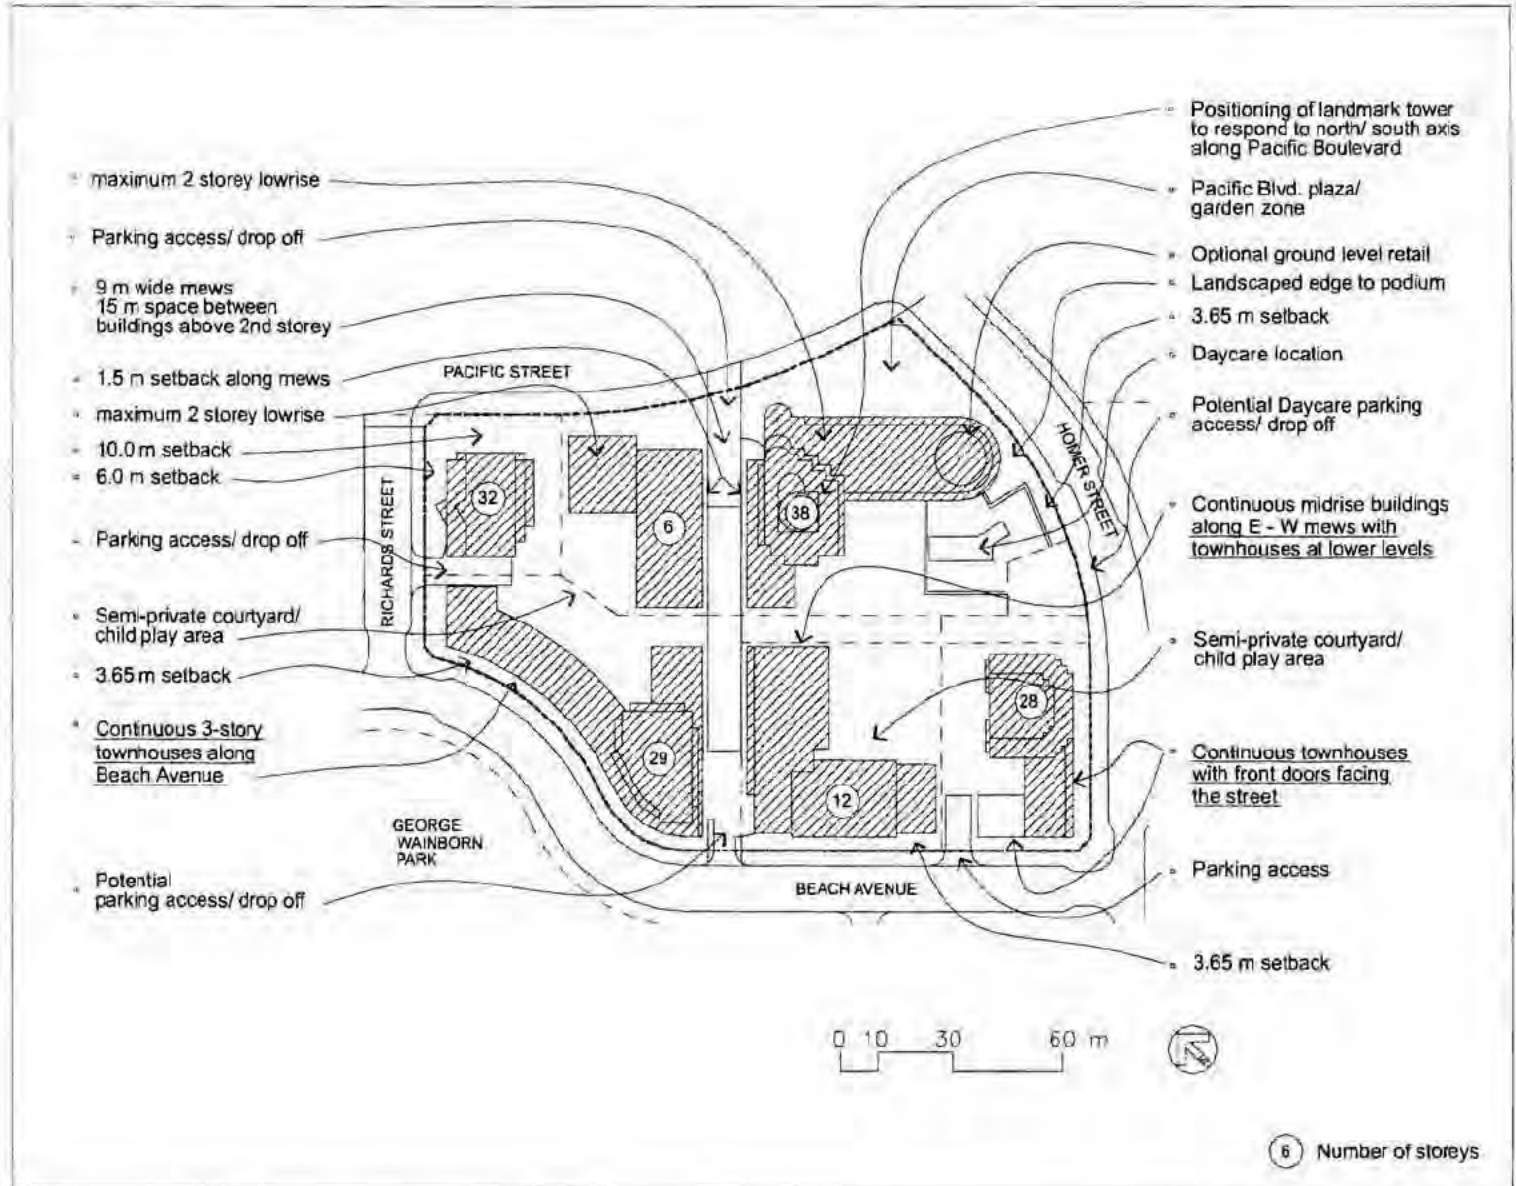 maximum 2 storey lowrise
Parking access/ drop off
9 m wide mews
15 m space between
buildings above 2nd storey
1.5 m setback along mews
maximum 2 storey lowrise
10.0 m setback
6.0 m setback
Parking access/ drop off
Semi-private courtyard/
child play area
3.65 m setback
Continuous 3-story
townhouses along
Beach Avenue
Potential
parking access/ drop off
PACIFIC STREET
RICHARDS STREET
HOMER STREET
GEORGE
WAINBORN
PARK
BEACH AVENUE
32
6
38
29
12
28
Positioning of landmark tower
to respond to north/ south axis
along Pacific Boulevard
Pacific Blvd. plaza/
garden zone
Optional ground level retail
Landscaped edge to podium
3.65 m setback
Daycare location
Potential Daycare parking
access/ drop off
Continuous midrise buildings
along E - W mews with
townhouses at lower levels
Semi-private courtyard/
child play area
Continuous townhouses
with front doors facing
the street
Parking access
3.65 m setback
0 10 30 60 m
6 Number of storeys